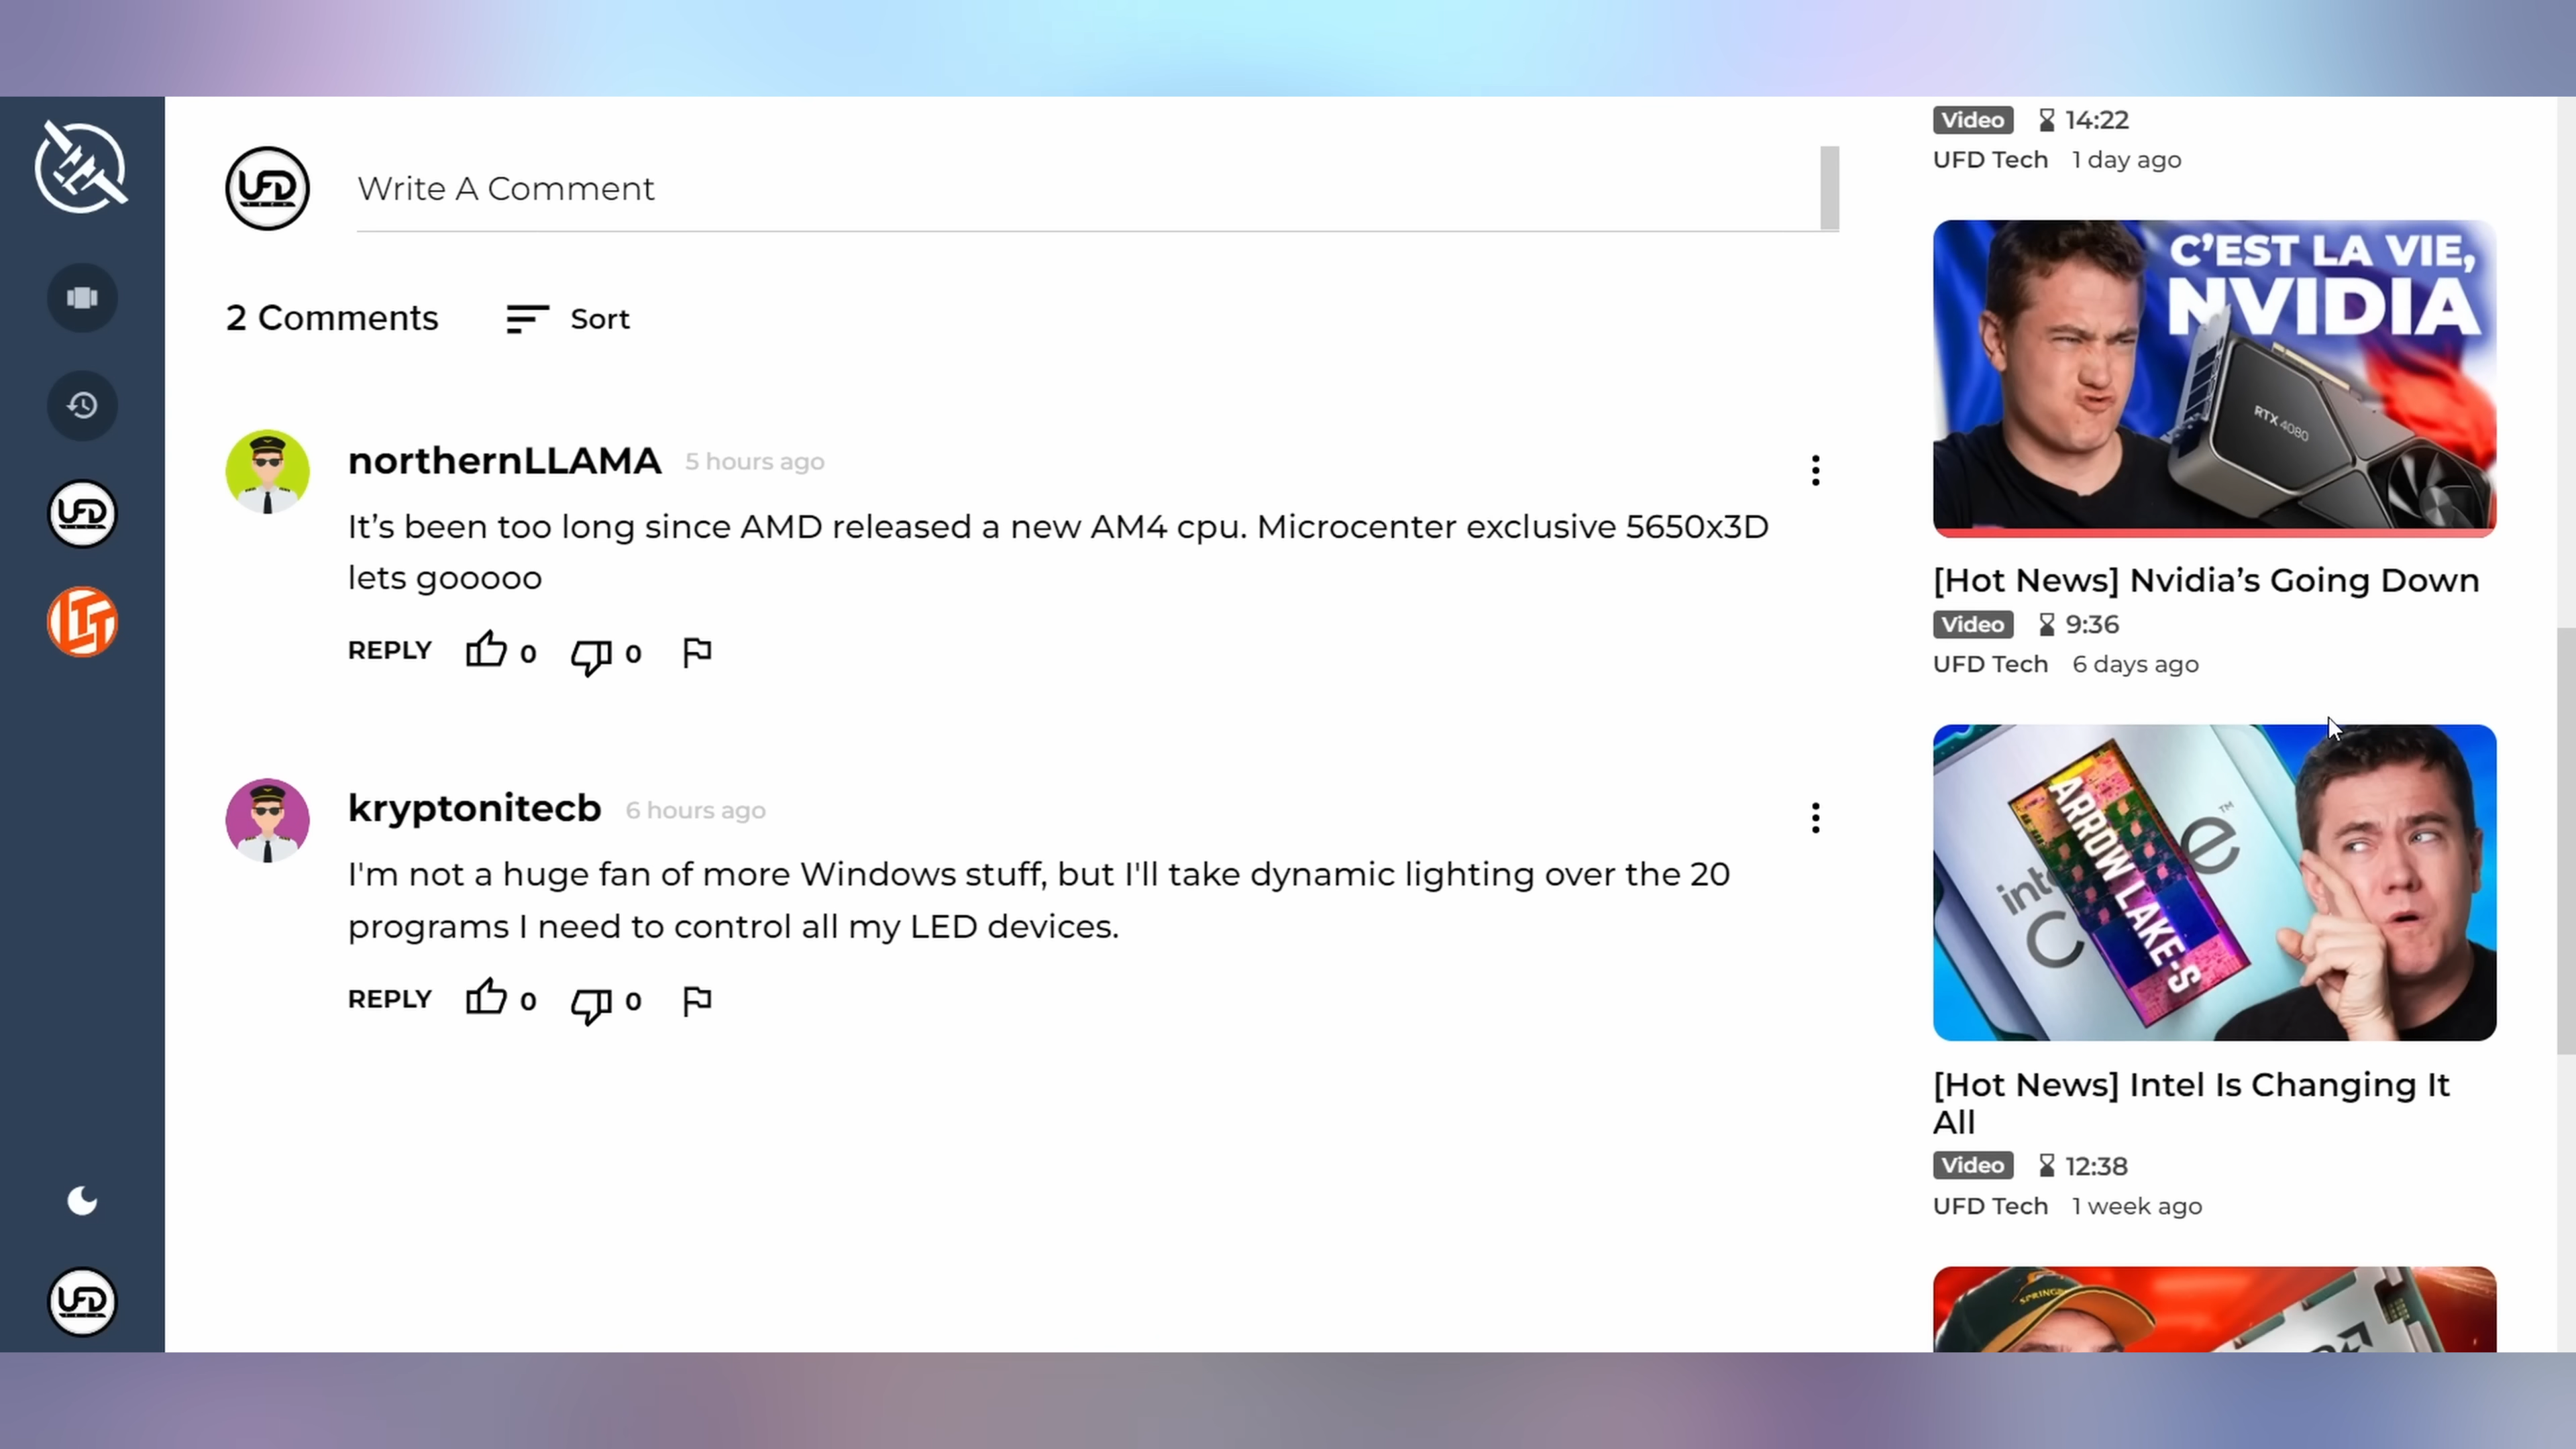 UFD
Write A Comment
2 Comments
Sort
northernLLAMA 5 hours ago
It’s been too long since AMD released a new AM4 cpu. Microcenter exclusive 5650x3D
lets gooooo
REPLY 0 0
kryptonitecb 6 hours ago
I'm not a huge fan of more Windows stuff, but I'll take dynamic lighting over the 20
programs I need to control all my LED devices.
REPLY 0 0
Video 14:22
UFD Tech 1 day ago
C’EST LA VIE,
NVIDIA
RTX 4080
[Hot News] Nvidia’s Going Down
Video 9:36
UFD Tech 6 days ago
ARROW LAKE-S
[Hot News] Intel Is Changing It
All
Video 12:38
UFD Tech 1 week ago
UFD
LTT
UFD